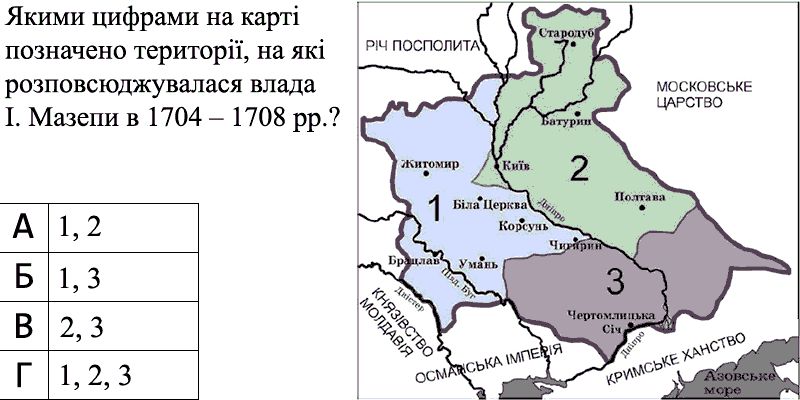 Якими цифрами на карті
позначено території, на які
розповсюджувалася влада
І. Мазепи в 1704 – 1708 рр.?
А 1, 2
Б 1, 3
В 2, 3
Г 1, 2, 3
РІЧ ПОСПОЛИТА
Стародуб
МОСКОВСЬКЕ
ЦАРСТВО
Батурин
Житомир
Київ
2
1
Біла Церква
Дніпро
Полтава
Корсунь
Чигирин
Брацлав
Умань
Півд. Буг
3
Дністер
КНЯЗІВСТВО
МОЛДАВІЯ
Чертомлицька
Січ
Дніпро
ОСМАНСЬКА ІМПЕРІЯ
КРИМСЬКЕ ХАНСТВО
Азовське
море